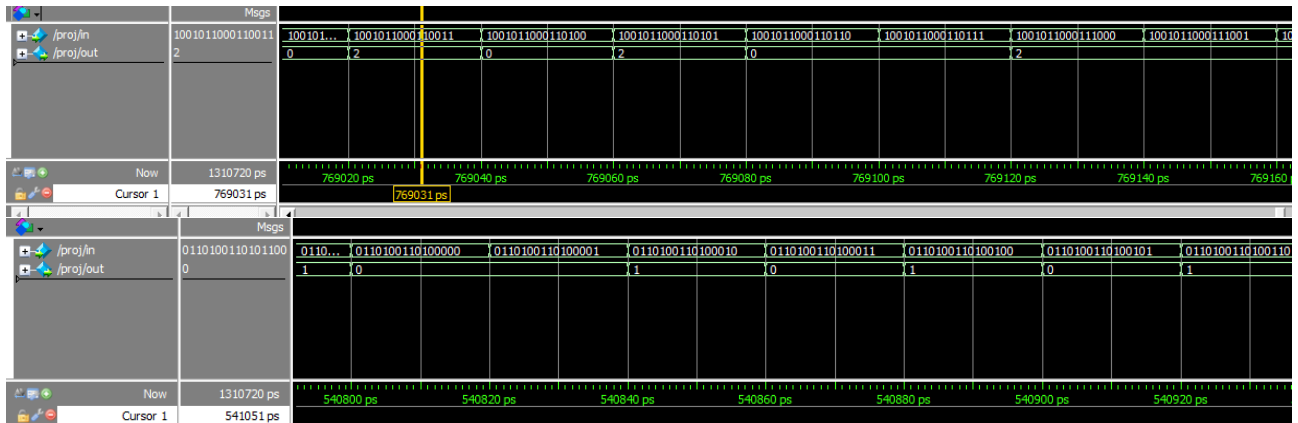 Msgs
/proj/in 1001011000110011 100101... 1001011000110011 1001011000110100 1001011000110101 1001011000110110 1001011000110111 1001011000111000 1001011000111001 10
/proj/out 2 0 2 0 2 0 2
Now 1310720 ps 769020 ps 769040 ps 769060 ps 769080 ps 769100 ps 769120 ps 769140 ps 769160
Cursor 1 769031 ps 769031 ps
Msgs
/proj/in 0110100110101100 0110... 0110100110100000 0110100110100001 0110100110100010 0110100110100011 0110100110100100 0110100110100101 0110100110100110
/proj/out 0 1 0 1 0 1 0 1
Now 1310720 ps 540800 ps 540820 ps 540840 ps 540860 ps 540880 ps 540900 ps 540920 ps
Cursor 1 541051 ps